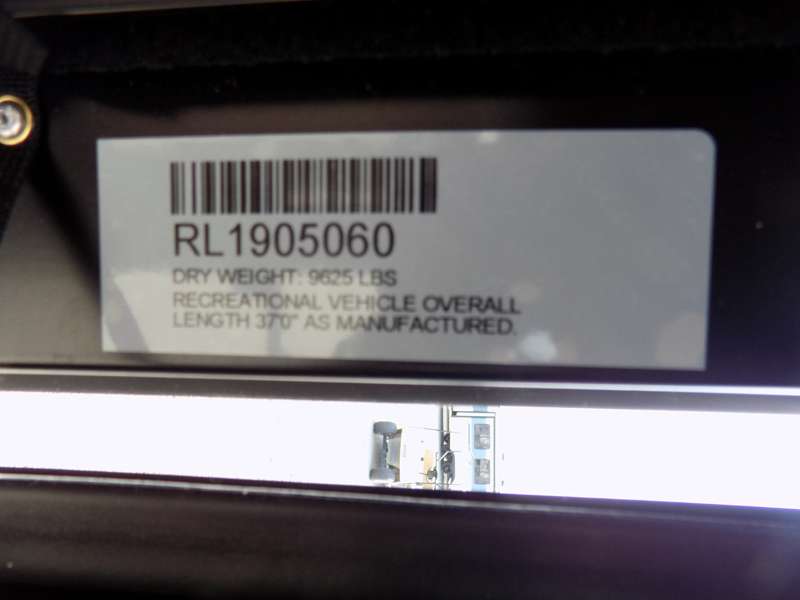 RL1905060
DRY WEIGHT: 9625 LBS
RECREATIONAL VEHICLE OVERALL
LENGTH 37'0" AS MANUFACTURED.